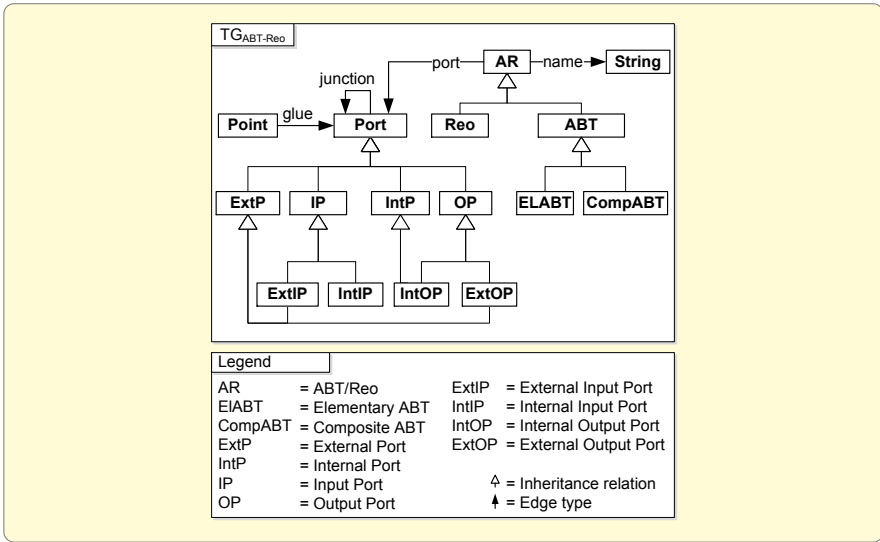 TGABT-Reo
port
AR
name
String
junction
glue
Point
Port
Reo
ABT
ExtP
IP
IntP
OP
ELABT
CompABT
ExtIP
IntIP
IntOP
ExtOP
Legend
AR = ABT/Reo
ElABT = Elementary ABT
CompABT = Composite ABT
ExtP = External Port
IntP = Internal Port
IP = Input Port
OP = Output Port
ExtIP = External Input Port
IntIP = Internal Input Port
IntOP = Internal Output Port
ExtOP = External Output Port
= Inheritance relation
= Edge type